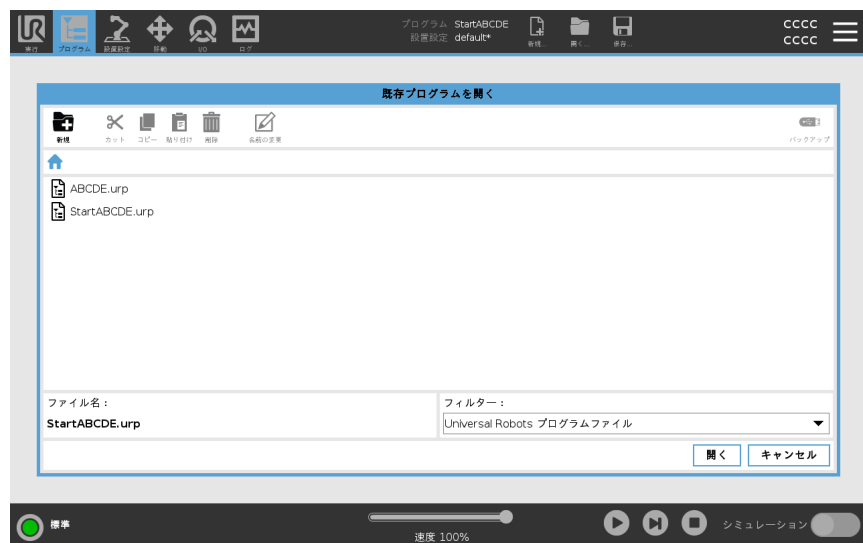 プログラム StartABCDE
設置設定 default*
cccc
cccc
実行 プログラム 設置設定 移動 I/O ログ 新規... 開く... 保存...
既存プログラムを開く
新規 カット コピー 貼り付け 削除 名前の変更 バックアップ
ABCDE.urp
StartABCDE.urp
ファイル名：
フィルター：
StartABCDE.urp
Universal Robots プログラムファイル
開く キャンセル
標準
速度 100%
シミュレーション